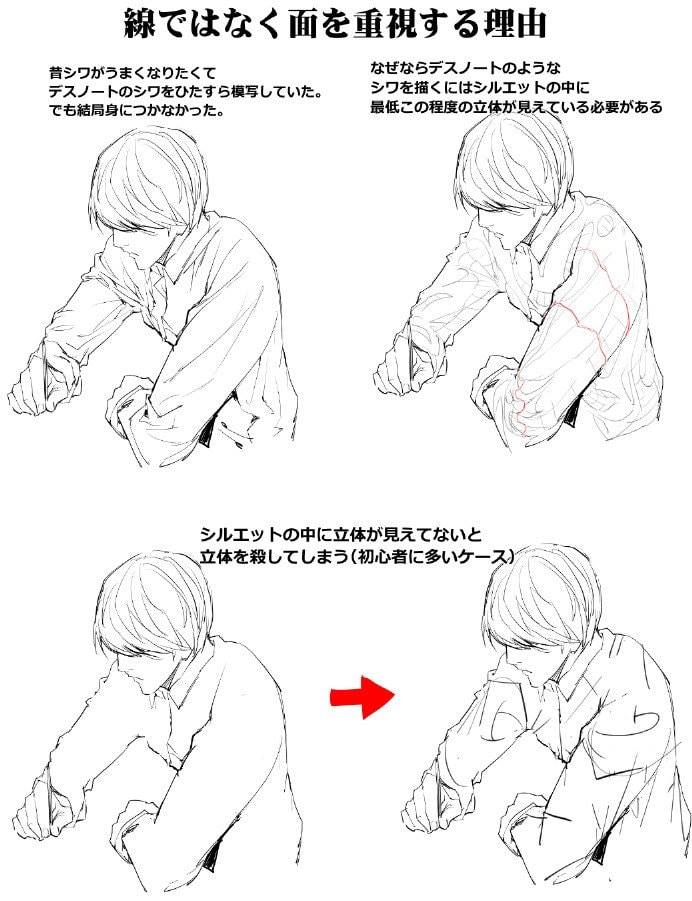 線ではなく面を重視する理由
昔シワがうまくなりたくて
デスノートのシワをひたすら模写していた。
でも結局身につかなかった。
なぜならデスノートのような
シワを描くにはシルエットの中に
最低この程度の立体が見えている必要がある
シルエットの中に立体が見えてないと
立体を殺してしまう(初心者に多いケース)